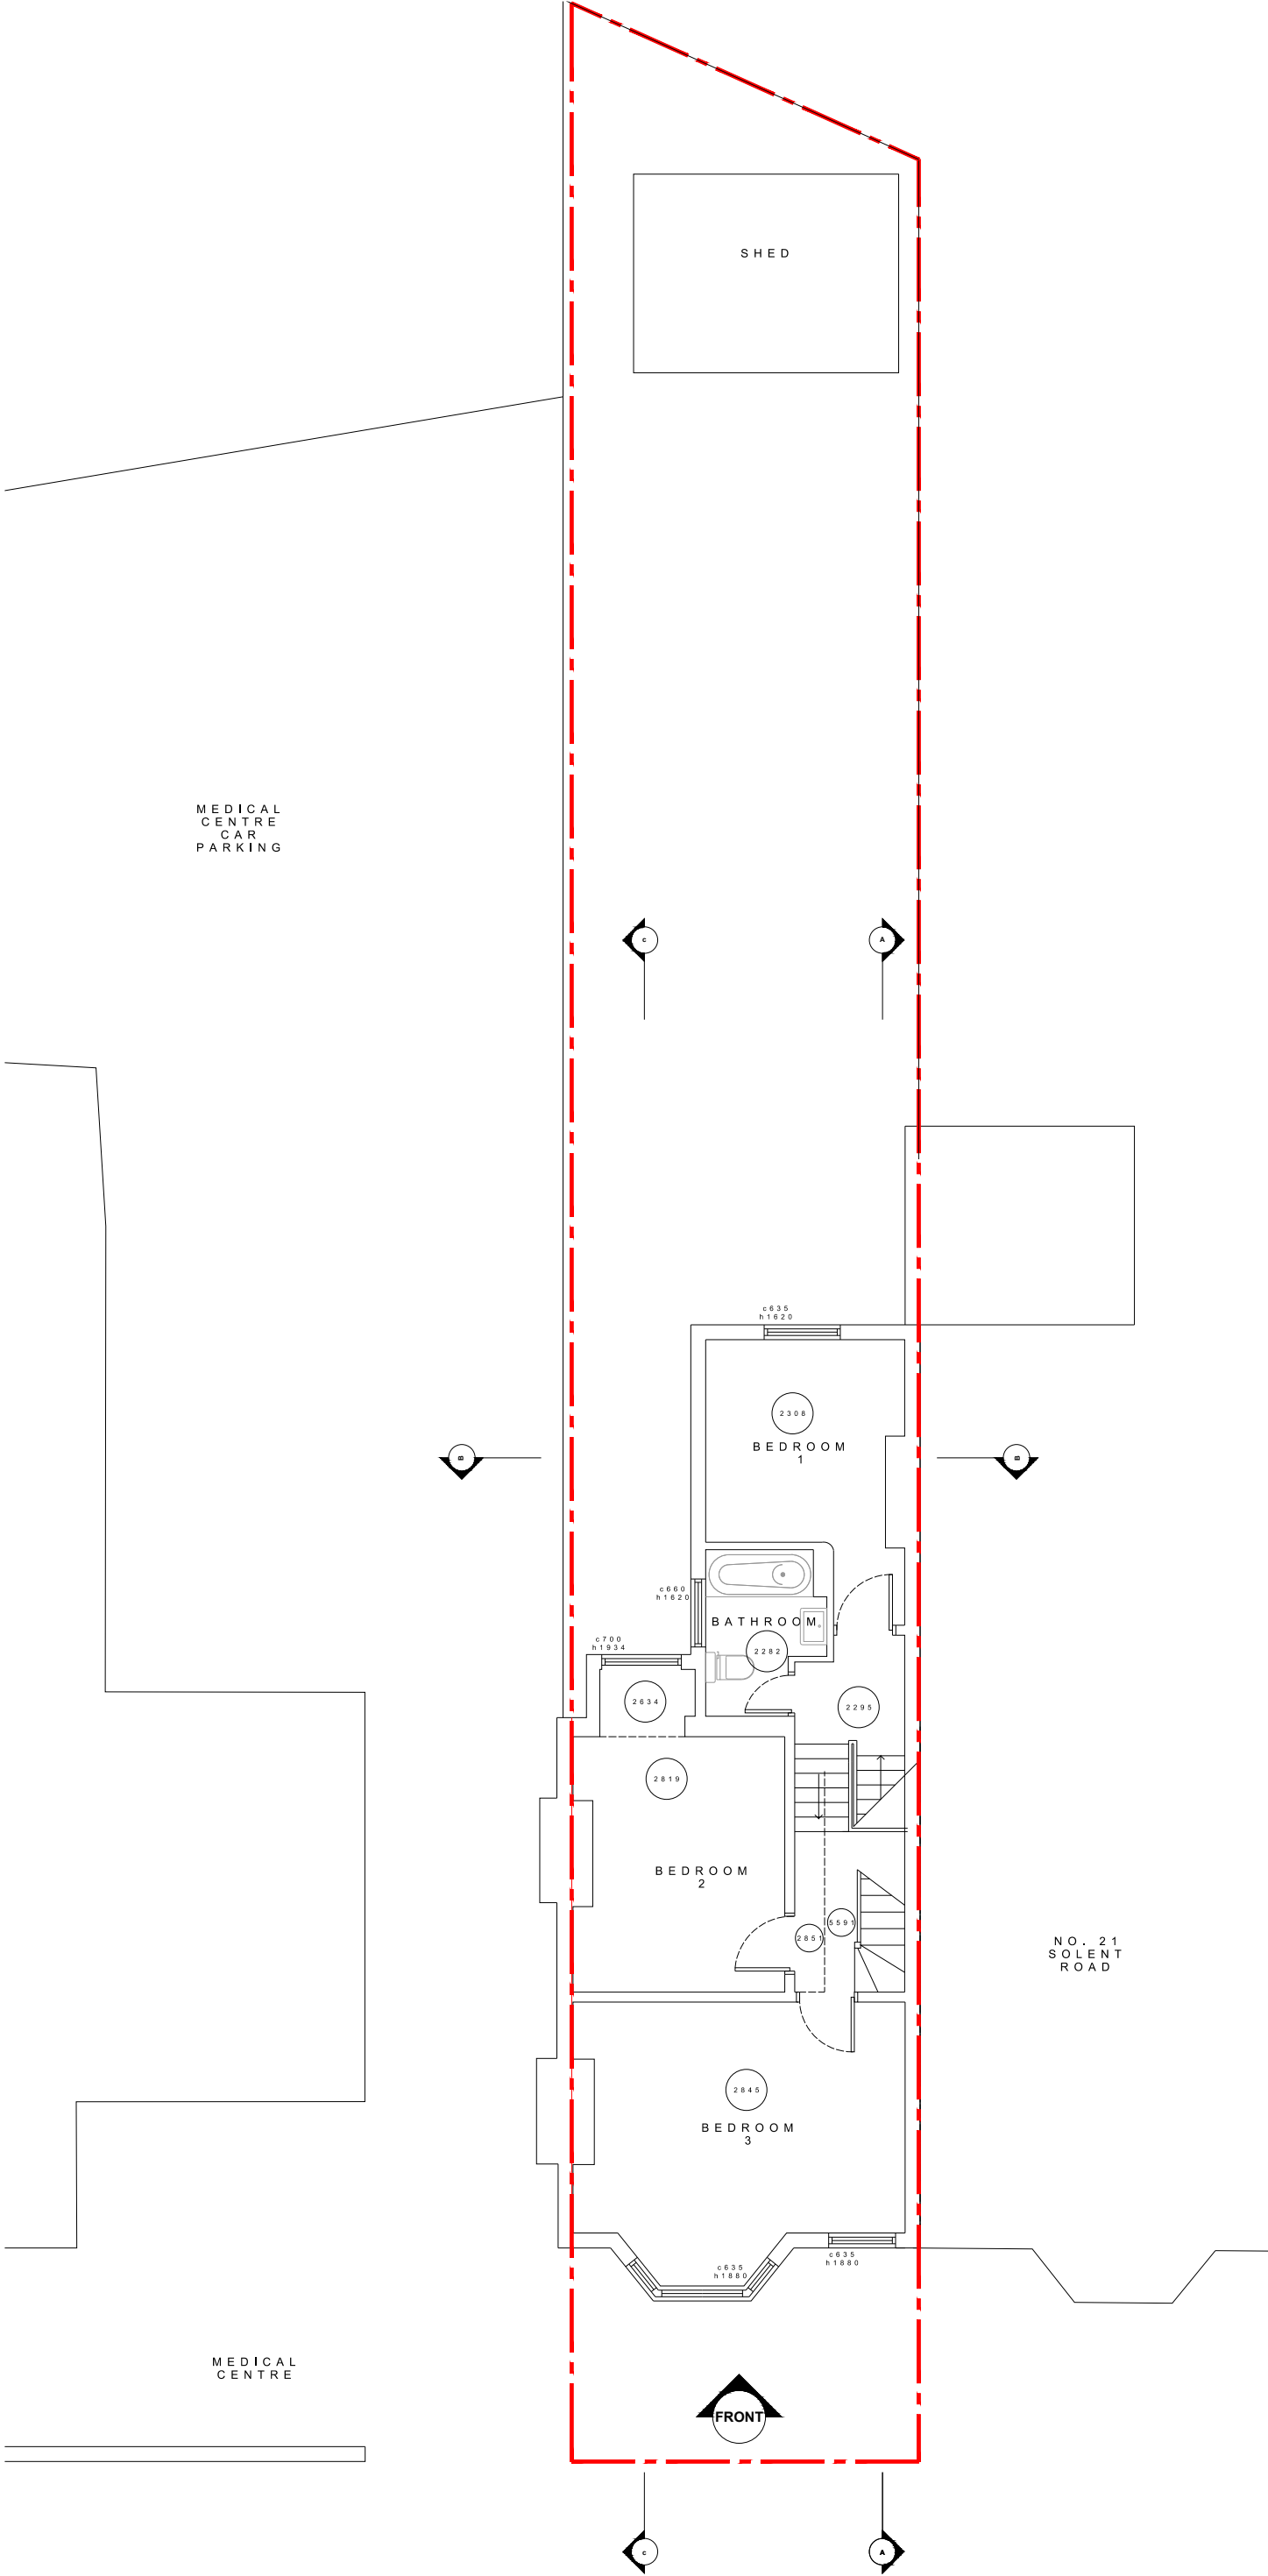 SHED
MEDICAL
CENTRE
CAR
PARKING
c
A
c635
h1620
2308
BEDROOM
1
B
B
c660
h1620
BATHROOM
2282
c700
h1934
2634
2295
2819
BEDROOM
2
5591
2851
NO. 21
SOLENT
ROAD
2845
BEDROOM
3
c635
h1880
c635
h1880
MEDICAL
CENTRE
FRONT
c
A